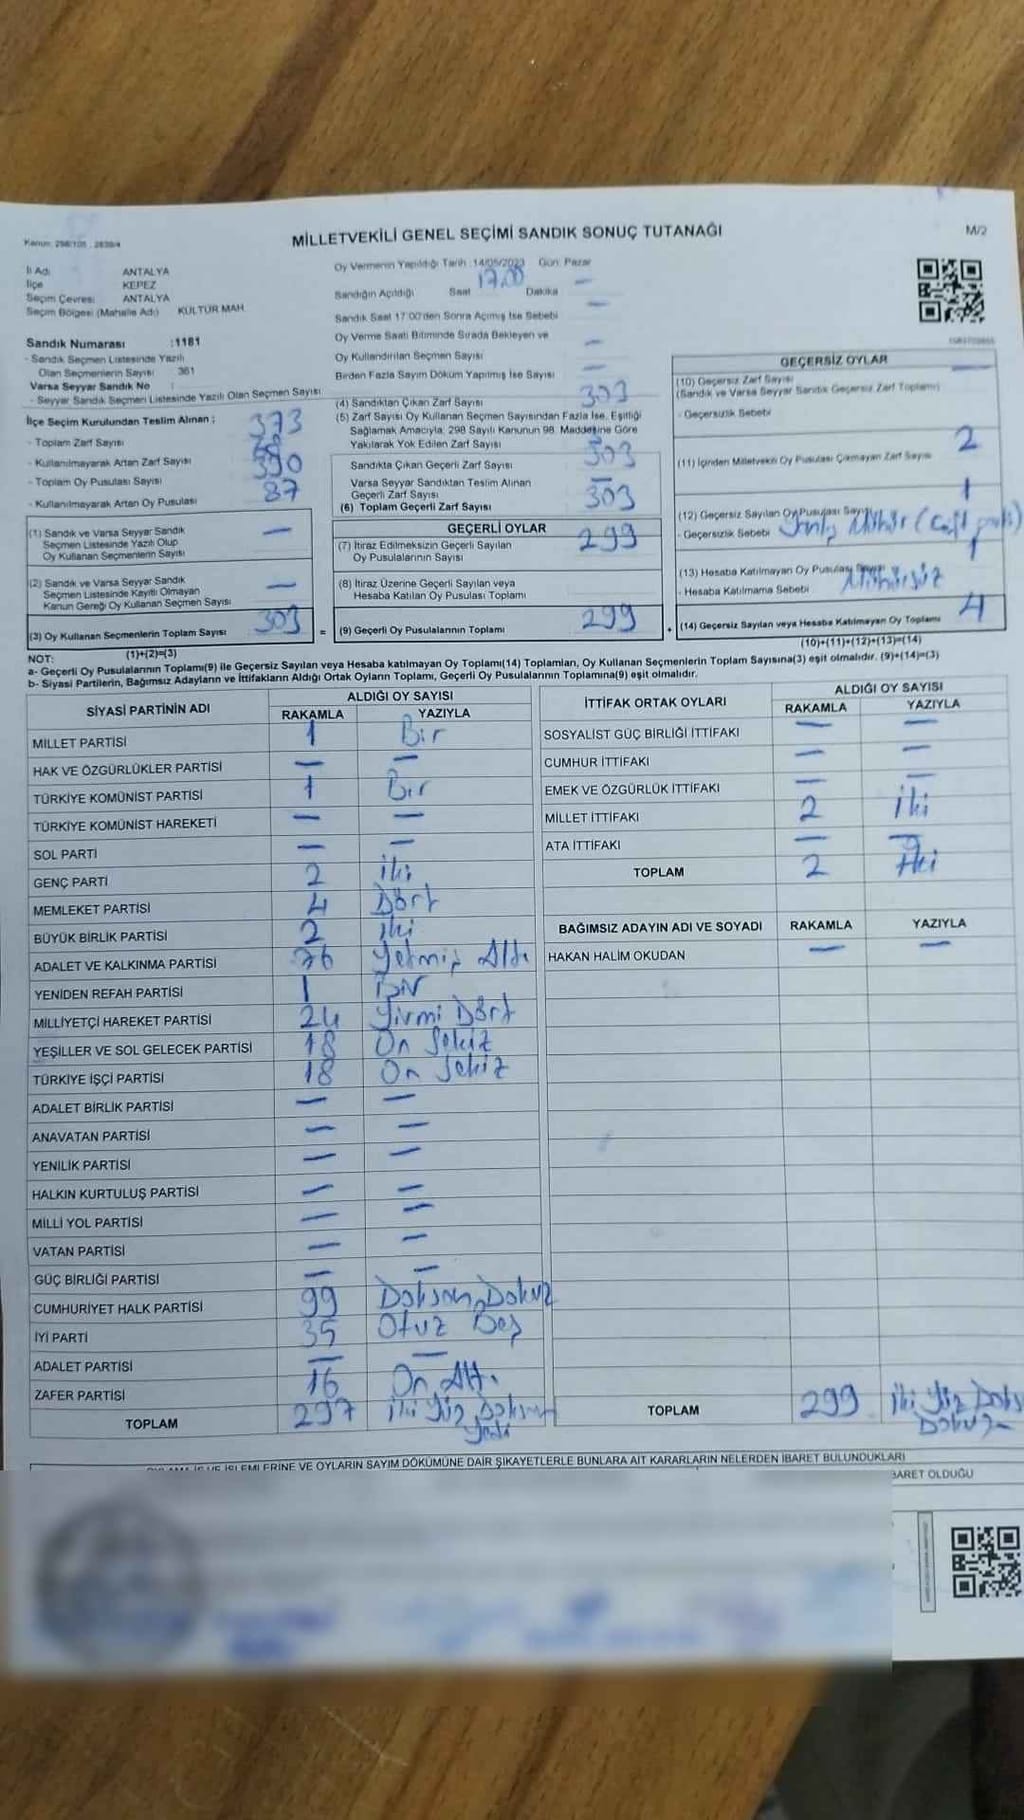 MİLLETVEKİLİ GENEL SEÇİMİ SANDIK SONUÇ TUTANAĞI
M/2
İl Adı ANTALYA
İlçe KEPEZ
Seçim Çevresi ANTALYA
Seçim Bölgesi (Mahalle Adı) KÜLTÜR MAH.
Sandık Numarası :1181
- Sandık Seçmen Listesinde Yazılı
Olan Seçmenlerin Sayısı 361
Varsa Seyyar Sandık No :
- Seyyar Sandık Seçmen Listesinde Yazılı Olan Seçmen Sayısı
İlçe Seçim Kurulundan Teslim Alınan ;
- Toplam Zarf Sayısı 373
- Kullanılmayarak Artan Zarf Sayısı
- Toplam Oy Pusulası Sayısı 390
- Kullanılmayarak Artan Oy Pusulası 87
(1) Sandık ve Varsa Seyyar Sandık
Seçmen Listesinde Yazılı Olup
Oy Kullanan Seçmenlerin Sayısı —
(2) Sandık ve Varsa Seyyar Sandık
Seçmen Listesinde Kayıtlı Olmayan
Kanun Gereği Oy Kullanan Seçmen Sayısı —
(3) Oy Kullanan Seçmenlerin Toplam Sayısı 303 =
(1)+(2)=(3)
Oy Vermenin Yapıldığı Tarih :14/05/2023 Gün: Pazar
Sandığın Açıldığı Saat 17.00 Dakika —
Sandık Saat 17:00'den Sonra Açılmış İse Sebebi —
Oy Verme Saati Bitiminde Sırada Bekleyen ve
Oy Kullandırılan Seçmen Sayısı —
Birden Fazla Sayım Döküm Yapılmış İse Sayısı —
(4) Sandıktan Çıkan Zarf Sayısı 303
(5) Zarf Sayısı Oy Kullanan Seçmen Sayısından Fazla İse, Eşitliği
Sağlamak Amacıyla; 298 Sayılı Kanunun 98. Maddesine Göre
Yakılarak Yok Edilen Zarf Sayısı —
Sandıkta Çıkan Geçerli Zarf Sayısı 303
Varsa Seyyar Sandıktan Teslim Alınan
Geçerli Zarf Sayısı —
(6) Toplam Geçerli Zarf Sayısı 303
GEÇERLİ OYLAR
(7) İtiraz Edilmeksizin Geçerli Sayılan
Oy Pusulalarının Sayısı 299
(8) İtiraz Üzerine Geçerli Sayılan veya
Hesaba Katılan Oy Pusulası Toplamı
(9) Geçerli Oy Pusulalarının Toplamı 299 +
GEÇERSİZ OYLAR
(10) Geçersiz Zarf Sayısı
(Sandık ve Varsa Seyyar Sandık Geçersiz Zarf Toplamı) —
- Geçersizlik Sebebi
(11) İçinden Milletvekili Oy Pusulası Çıkmayan Zarf Sayısı 2
(12) Geçersiz Sayılan Oy Pusulası Sayısı 1
- Geçersizlik Sebebi
(13) Hesaba Katılmayan Oy Pusulası Sayısı 1
- Hesaba Katılmama Sebebi Mühürsüz
(14) Geçersiz Sayılan veya Hesaba Katılmayan Oy Toplamı 4
(10)+(11)+(12)+(13)=(14)
NOT:
a- Geçerli Oy Pusulalarının Toplamı(9) ile Geçersiz Sayılan veya Hesaba katılmayan Oy Toplamı(14) Toplamları, Oy Kullanan Seçmenlerin Toplam Sayısına(3) eşit olmalıdır. (9)+(14)=(3)
b- Siyasi Partilerin, Bağımsız Adayların ve İttifakların Aldığı Ortak Oyların Toplamı, Geçerli Oy Pusulalarının Toplamına(9) eşit olmalıdır.
SİYASİ PARTİNİN ADI ALDIĞI OY SAYISI
RAKAMLA YAZIYLA
MİLLET PARTİSİ 1 Bir
HAK VE ÖZGÜRLÜKLER PARTİSİ — —
TÜRKİYE KOMÜNİST PARTİSİ 1 Bir
TÜRKİYE KOMÜNİST HAREKETİ — —
SOL PARTİ — —
GENÇ PARTİ 2 iki
MEMLEKET PARTİSİ 4 Dört
BÜYÜK BİRLİK PARTİSİ 2 iki
ADALET VE KALKINMA PARTİSİ 76 Yetmiş Altı
YENİDEN REFAH PARTİSİ 1 Bir
MİLLİYETÇİ HAREKET PARTİSİ 24 Yirmi Dört
YEŞİLLER VE SOL GELECEK PARTİSİ 18 On Sekiz
TÜRKİYE İŞÇİ PARTİSİ 18 On Sekiz
ADALET BİRLİK PARTİSİ — —
ANAVATAN PARTİSİ — —
YENİLİK PARTİSİ — —
HALKIN KURTULUŞ PARTİSİ — —
MİLLİ YOL PARTİSİ — —
VATAN PARTİSİ — —
GÜÇ BİRLİĞİ PARTİSİ — —
CUMHURİYET HALK PARTİSİ 99 Doksan Dokuz
İYİ PARTİ 35 Otuz Beş
ADALET PARTİSİ — —
ZAFER PARTİSİ 16 On Altı
TOPLAM 297 iki Yüz Doksan
Yedi
İTTİFAK ORTAK OYLARI ALDIĞI OY SAYISI
RAKAMLA YAZIYLA
SOSYALİST GÜÇ BİRLİĞİ İTTİFAKI — —
CUMHUR İTTİFAKI — —
EMEK VE ÖZGÜRLÜK İTTİFAKI — —
MİLLET İTTİFAKI 2 iki
ATA İTTİFAKI — —
TOPLAM 2 iki
BAĞIMSIZ ADAYIN ADI VE SOYADI RAKAMLA YAZIYLA
HAKAN HALİM OKUDAN — —
TOPLAM 299 iki Yüz Doks
Dokuz
İŞLEMLERİNE VE OYLARIN SAYIM DÖKÜMÜNE DAİR ŞİKAYETLERLE BUNLARA AİT KARARLARIN NELERDEN İBARET BULUNDUKLARI
BARET OLDUĞU